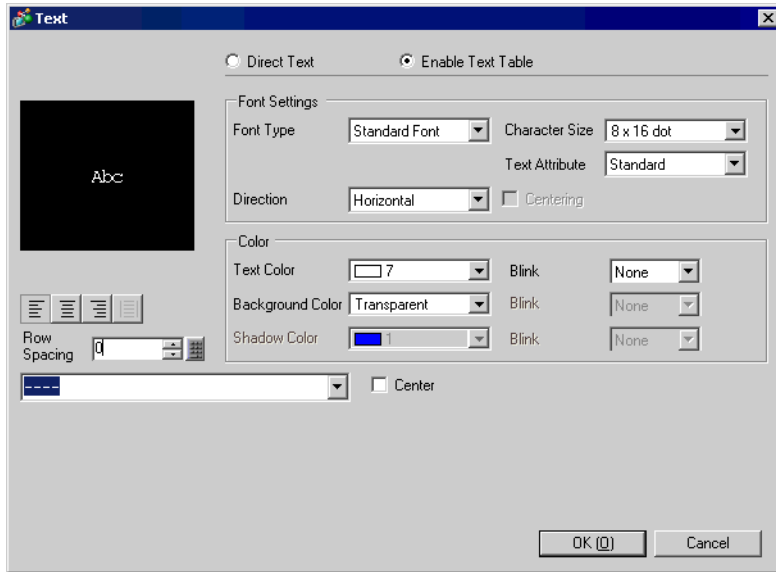 Text
Direct Text Enable Text Table
Font Settings
Font Type Standard Font Character Size 8 x 16 dot
Text Attribute Standard
Direction Horizontal Centering
Abc
Color
Text Color 7 Blink None
Background Color Transparent Blink None
Shadow Color 1 Blink None
Row
Spacing 0
---- Center
OK (O) Cancel